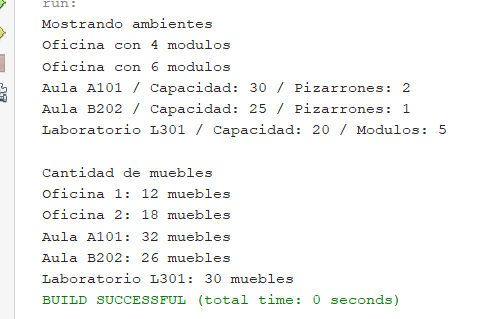 run:
Mostrando ambientes
Oficina con 4 modulos
Oficina con 6 modulos
Aula A101 / Capacidad: 30 / Pizarrones: 2
Aula B202 / Capacidad: 25 / Pizarrones: 1
Laboratorio L301 / Capacidad: 20 / Modulos: 5
Cantidad de muebles
Oficina 1: 12 muebles
Oficina 2: 18 muebles
Aula A101: 32 muebles
Aula B202: 26 muebles
Laboratorio L301: 30 muebles
BUILD SUCCESSFUL (total time: 0 seconds)